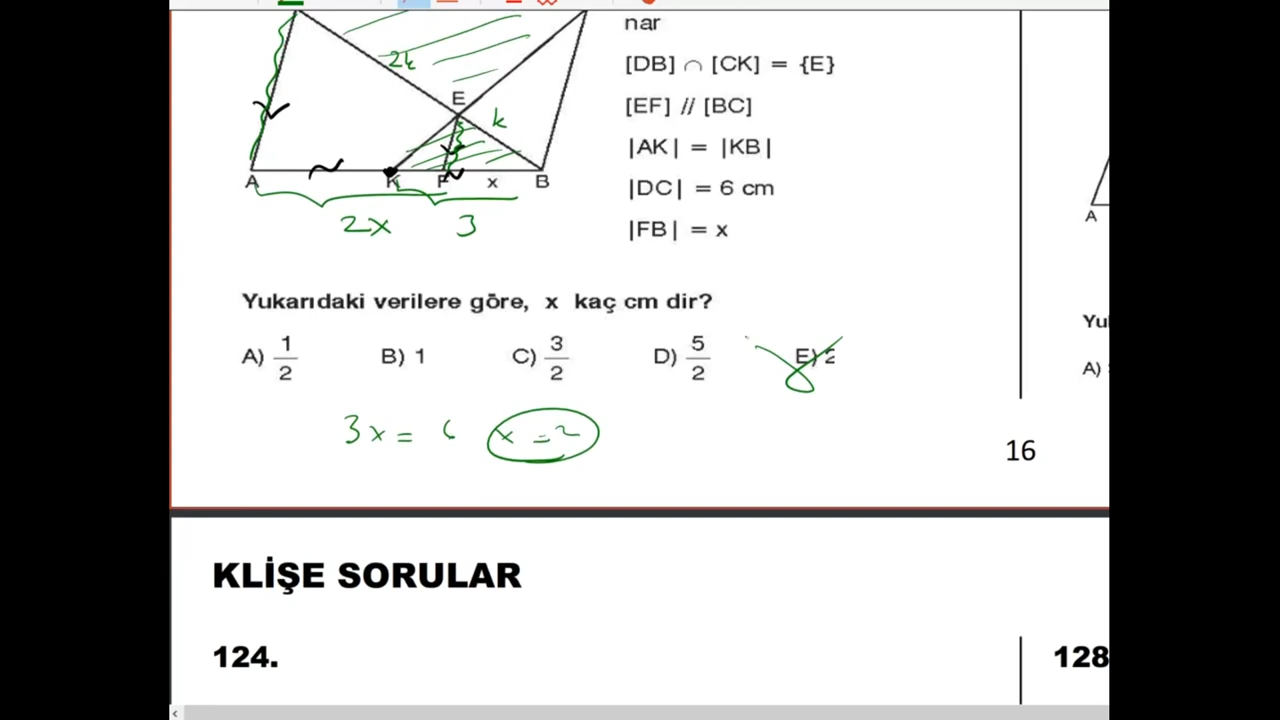 nar
[DB] ∩ [CK] = {E}
[EF] // [BC]
|AK| = |KB|
|DC| = 6 cm
|FB| = x
2k
E
k
A
K
F
x
B
2x
3
A
Yukarıdaki verilere göre, x kaç cm dir?
A) 1/2
B) 1
C) 3/2
D) 5/2
E) 2
Yu
A)
3x = 6
x = 2
16
KLİŞE SORULAR
124.
128